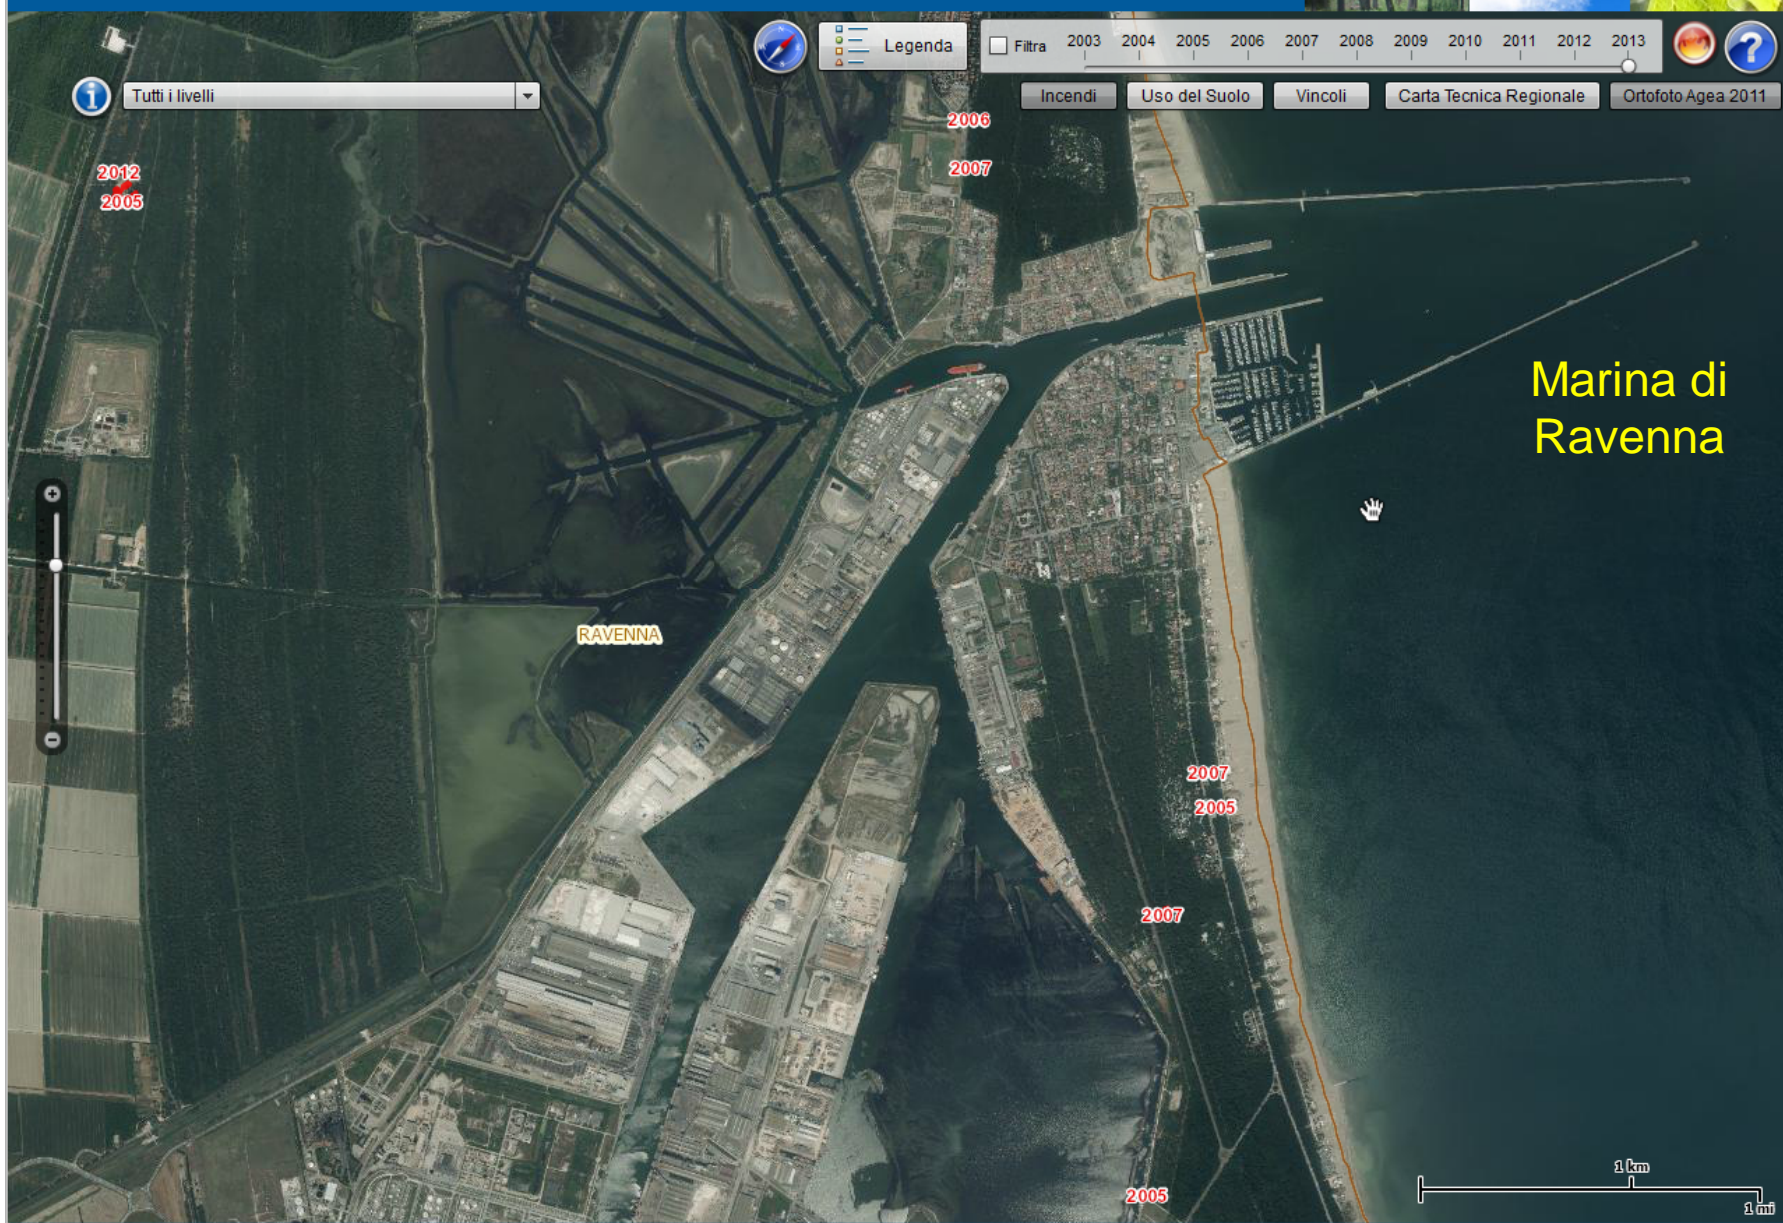 Legenda
Filtra
2003 2004 2005 2006 2007 2008 2009 2010 2011 2012 2013
Tutti i livelli
Incendi
Uso del Suolo
Vincoli
Carta Tecnica Regionale
Ortofoto Agea 2011
2006
2007
2012
2005
Marina di
Ravenna
RAVENNA
2007
2005
2007
2005
1 km
1 mi